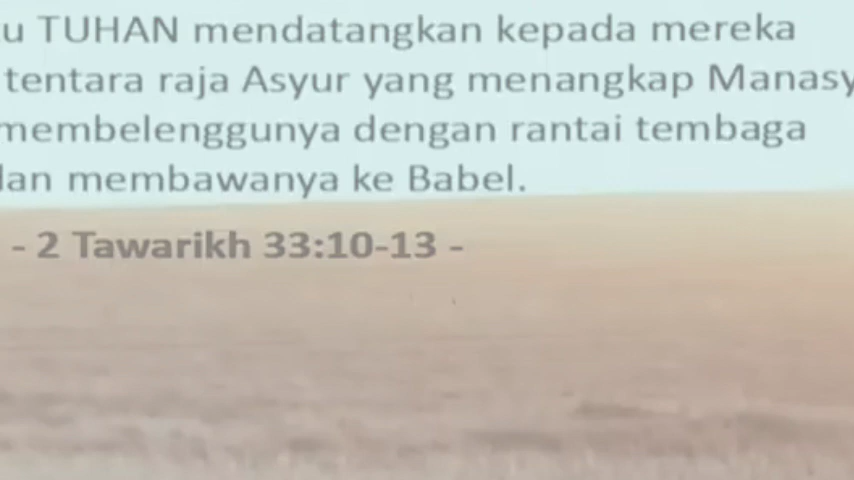 TUHAN mendatangkan kepada mereka
tentara raja Asyur yang menangkap
membelenggunya dengan rantai tembaga
membawanya ke Babel.
- 2 Tawarikh 33:10-13 -